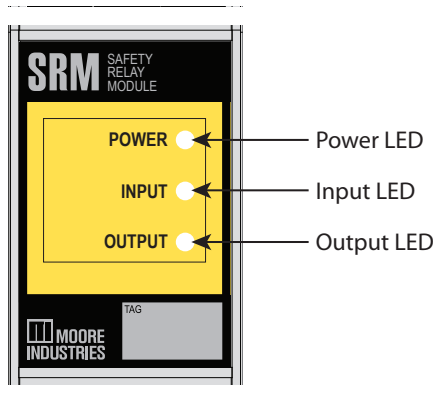 SRM SAFETY
RELAY
MODULE
POWER
INPUT
OUTPUT
Power LED
Input LED
Output LED
TAG
MOORE
INDUSTRIES